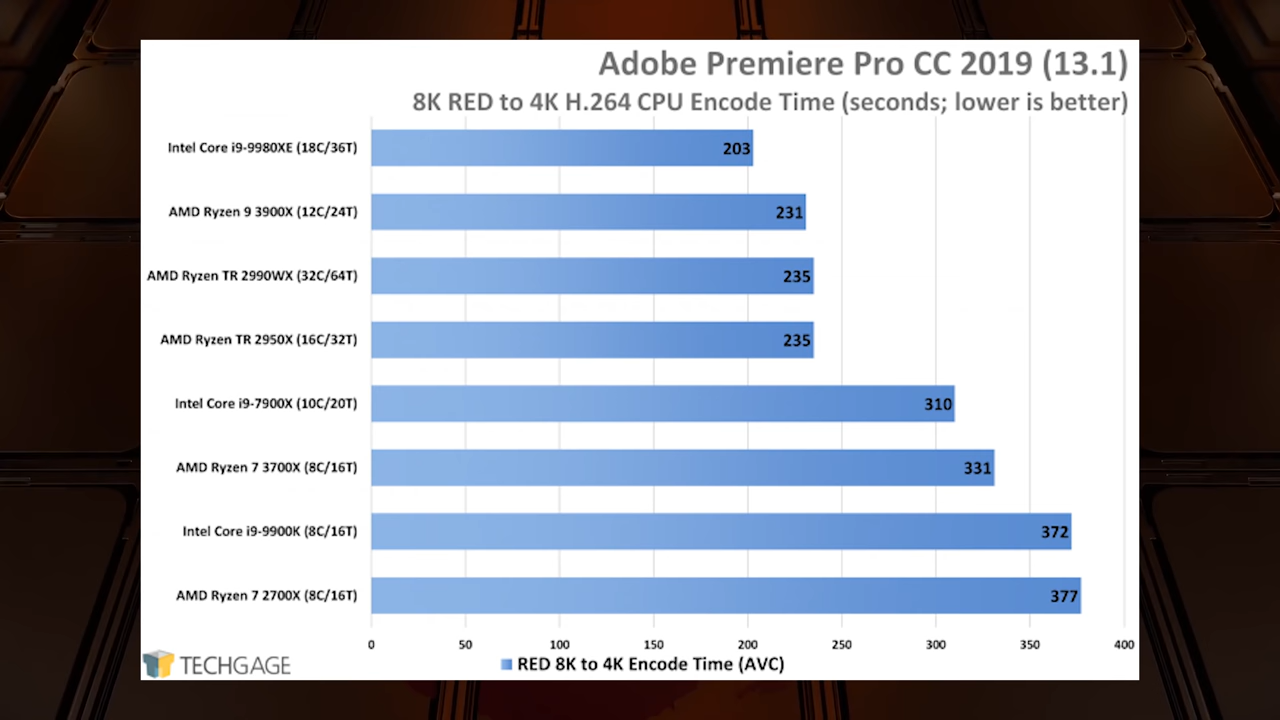 Adobe Premiere Pro CC 2019 (13.1)
8K RED to 4K H.264 CPU Encode Time (seconds; lower is better)
Intel Core i9-9980XE (18C/36T) 203
AMD Ryzen 9 3900X (12C/24T) 231
AMD Ryzen TR 2990WX (32C/64T) 235
AMD Ryzen TR 2950X (16C/32T) 235
Intel Core i9-7900X (10C/20T) 310
AMD Ryzen 7 3700X (8C/16T) 331
Intel Core i9-9900K (8C/16T) 372
AMD Ryzen 7 2700X (8C/16T) 377
0 50 100 150 200 250 300 350 400
RED 8K to 4K Encode Time (AVC)
TECHGAGE